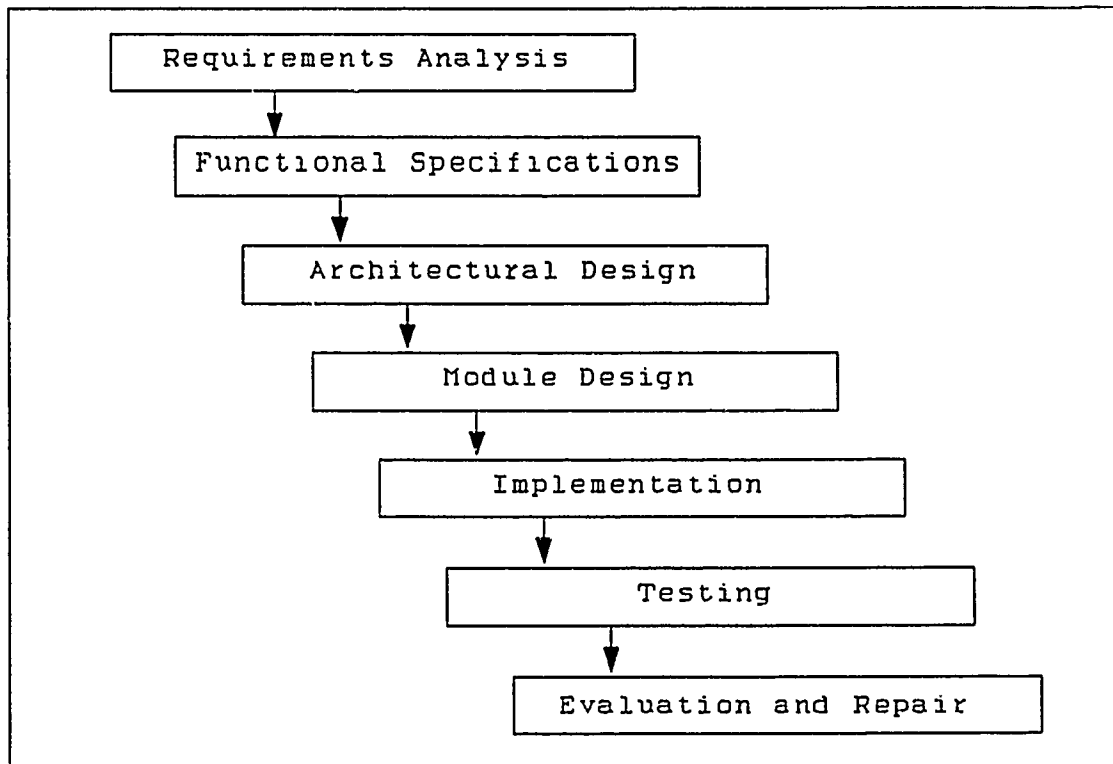 Requirements Analysis
Functional Specifications
Architectural Design
Module Design
Implementation
Testing
Evaluation and Repair